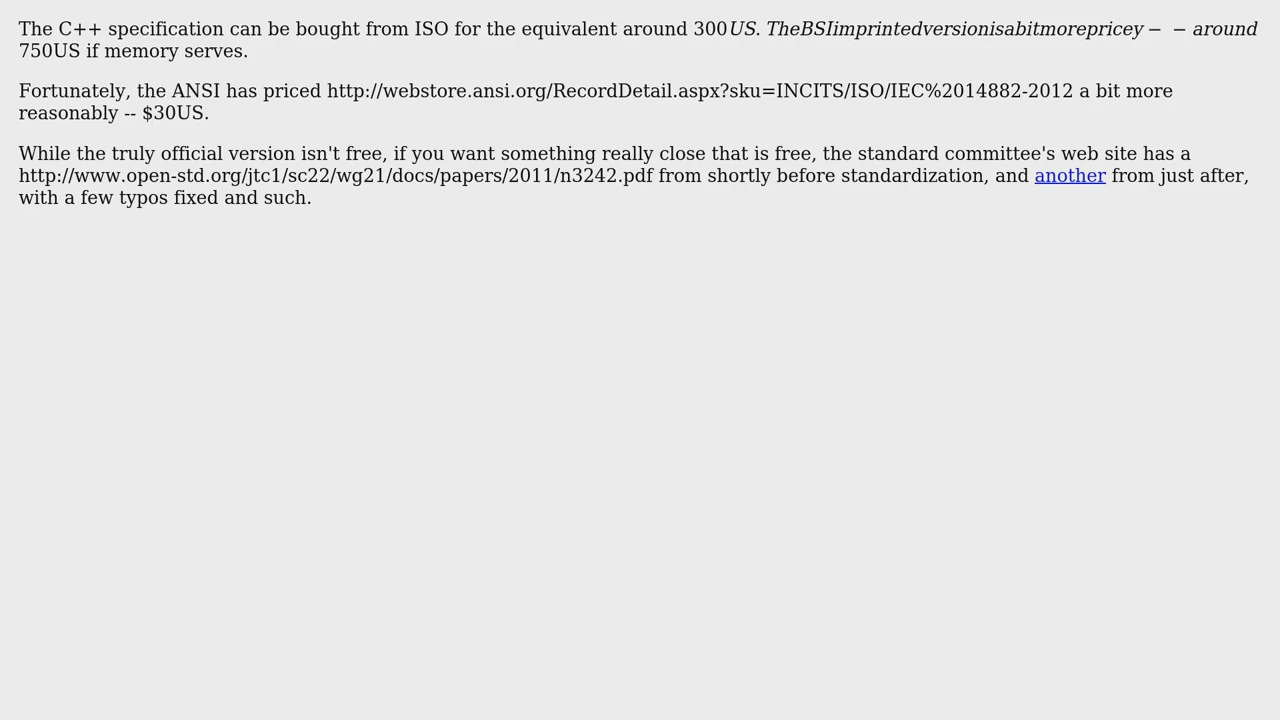 The C++ specification can be bought from ISO for the equivalent around 300US. TheBSIimprintedversionisabitmorepricey − −around
750US if memory serves.
Fortunately, the ANSI has priced http://webstore.ansi.org/RecordDetail.aspx?sku=INCITS/ISO/IEC%2014882-2012 a bit more
reasonably -- $30US.
While the truly official version isn't free, if you want something really close that is free, the standard committee's web site has a
http://www.open-std.org/jtc1/sc22/wg21/docs/papers/2011/n3242.pdf from shortly before standardization, and another from just after,
with a few typos fixed and such.